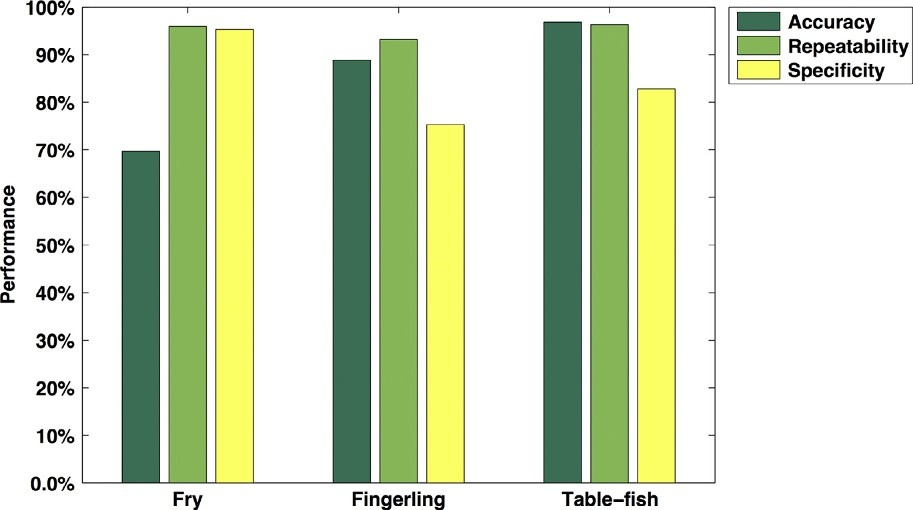 100%
90%
80%
70%
60%
50%
40%
30%
20%
10%
0.0%
Performance
Fry
Fingerling
Table–fish
Accuracy
Repeatability
Specificity